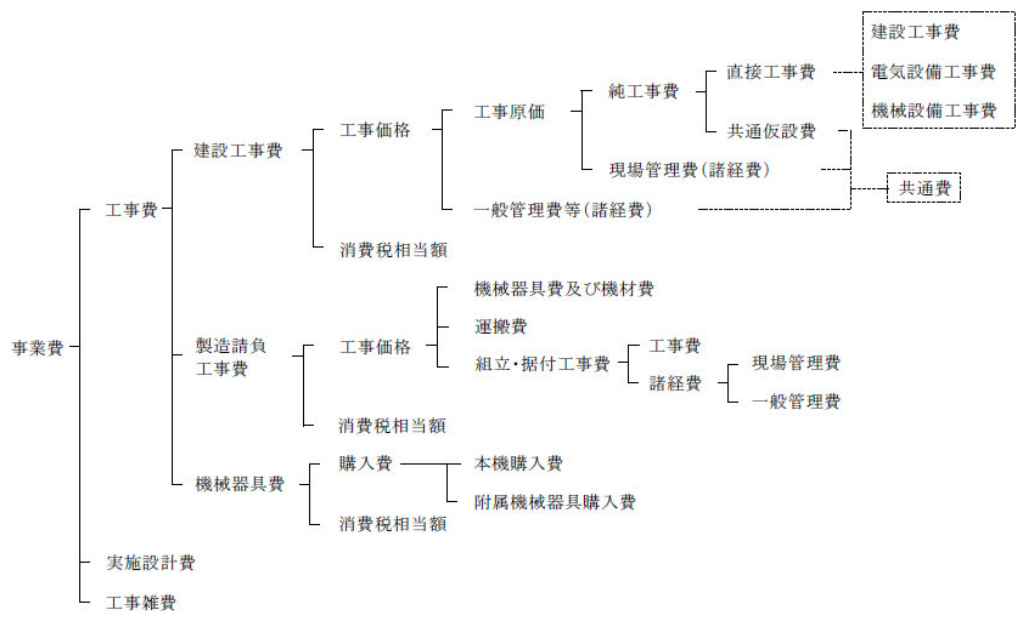 事業費
工事費
建設工事費
工事価格
工事原価
純工事費
直接工事費
建設工事費
電気設備工事費
機械設備工事費
共通仮設費
現場管理費(諸経費)
共通費
一般管理費等(諸経費)
消費税相当額
製造請負
工事費
工事価格
機械器具費及び機材費
運搬費
組立・据付工事費
工事費
諸経費
現場管理費
一般管理費
消費税相当額
機械器具費
購入費
本機購入費
附属機械器具購入費
消費税相当額
実施設計費
工事雑費